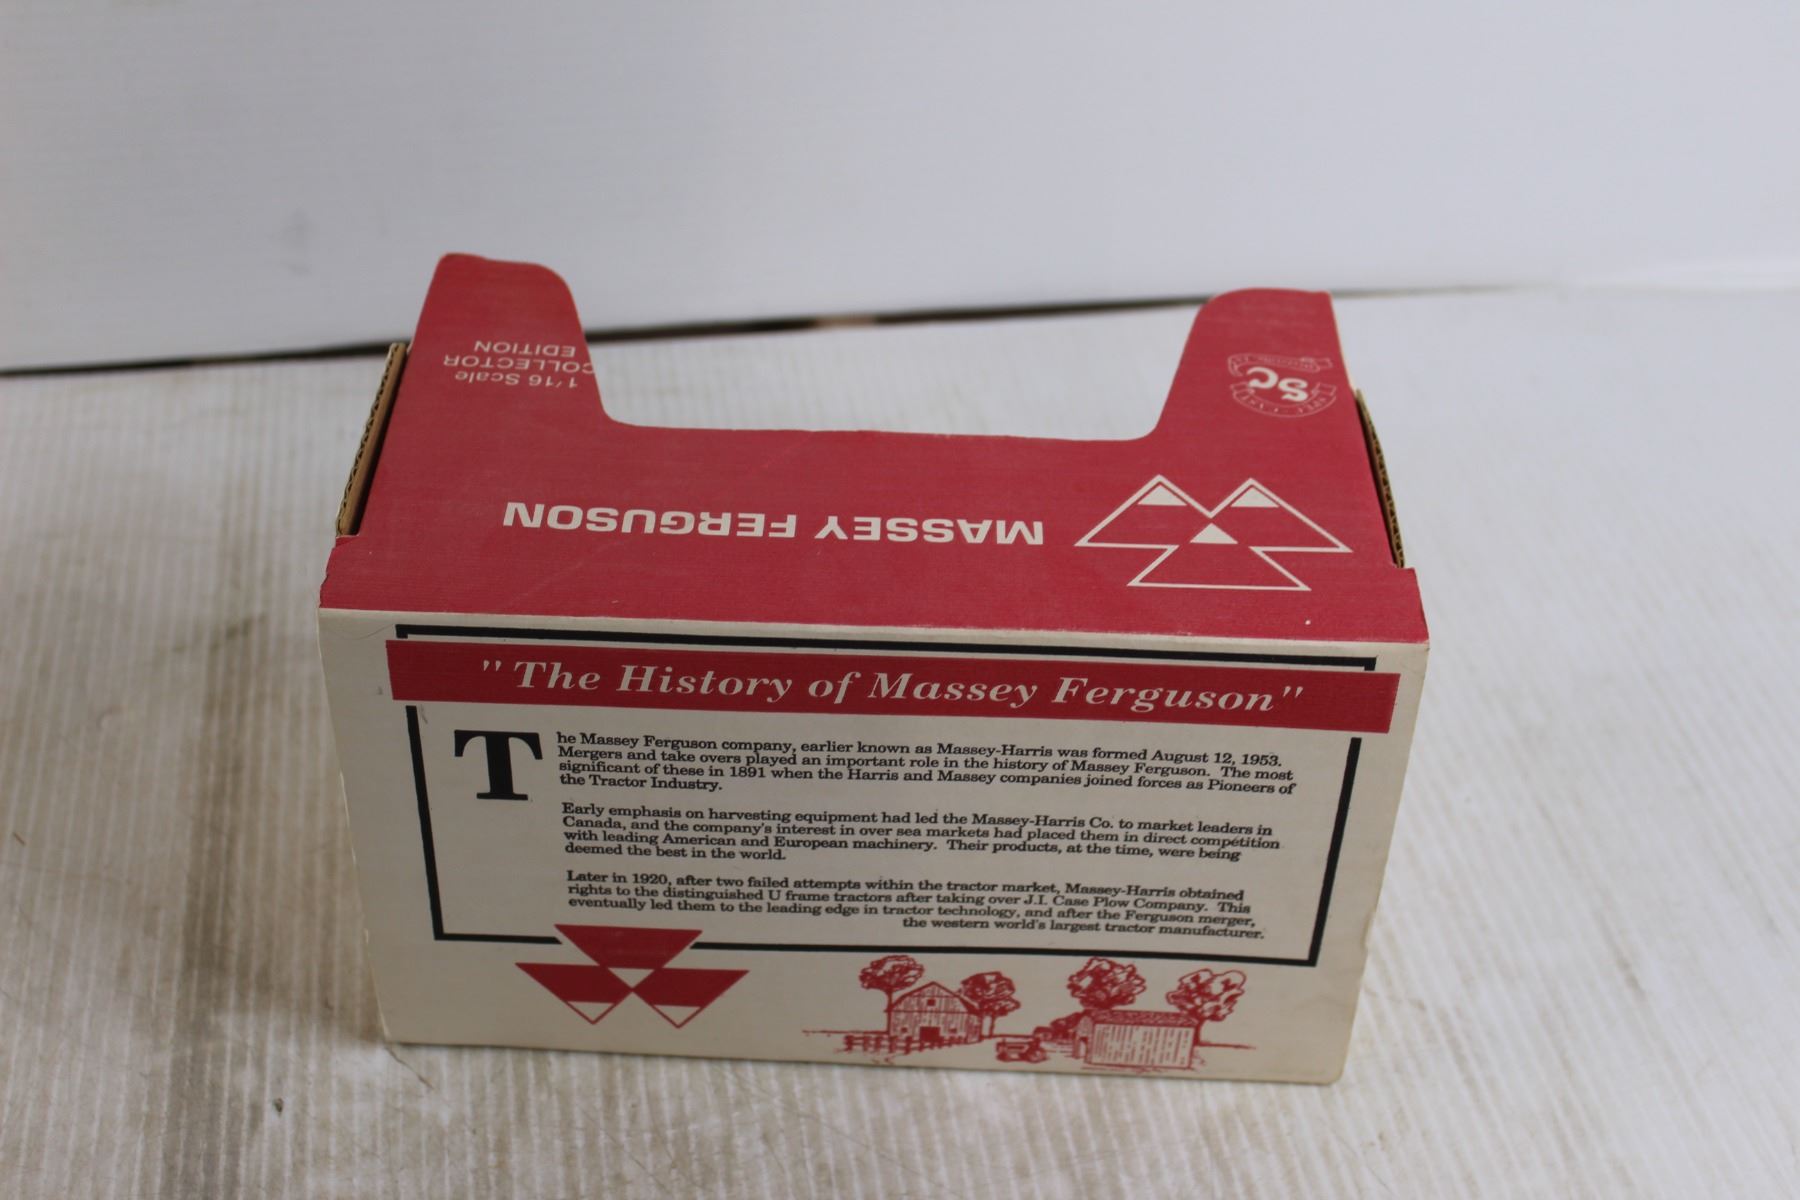 1/16 Scale
COLLECTOR
EDITION
SPEC CAST
SC
MASSEY FERGUSON
"The History of Massey Ferguson"
The Massey Ferguson company, earlier known as Massey-Harris was formed August 12, 1953.
Mergers and take overs played an important role in the history of Massey Ferguson. The most
significant of these in 1891 when the Harris and Massey companies joined forces as Pioneers of
the Tractor Industry.
Early emphasis on harvesting equipment had led the Massey-Harris Co. to market leaders in
Canada, and the company's interest in over sea markets had placed them in direct competition
with leading American and European machinery. Their products, at the time, were being
deemed the best in the world.
Later in 1920, after two failed attempts within the tractor market, Massey-Harris obtained
rights to the distinguished U frame tractors after taking over J.I. Case Plow Company. This
eventually led them to the leading edge in tractor technology, and after the Ferguson merger,
the western world's largest tractor manufacturer.